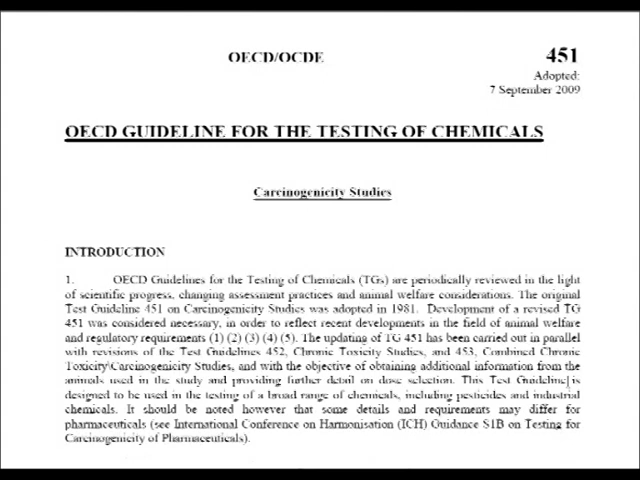 OECD/OCDE
451
Adopted:
7 September 2009
OECD GUIDELINE FOR THE TESTING OF CHEMICALS
Carcinogenicity Studies
INTRODUCTION
1. OECD Guidelines for the Testing of Chemicals (TGs) are periodically reviewed in the light
of scientific progress, changing assessment practices and animal welfare considerations. The original
Test Guideline 451 on Carcinogenicity Studies was adopted in 1981. Development of a revised TG
451 was considered necessary, in order to reflect recent developments in the field of animal welfare
and regulatory requirements (1) (2) (3) (4) (5). The updating of TG 451 has been carried out in parallel
with revisions of the Test Guidelines 452, Chronic Toxicity Studies, and 453, Combined Chronic
Toxicity\Carcinogenicity Studies, and with the objective of obtaining additional information from the
animals used in the study and providing further detail on dose selection. This Test Guideline is
designed to be used in the testing of a broad range of chemicals, including pesticides and industrial
chemicals. It should be noted however that some details and requirements may differ for
pharmaceuticals (see International Conference on Harmonisation (ICH) Guidance S1B on Testing for
Carcinogenicity of Pharmaceuticals).